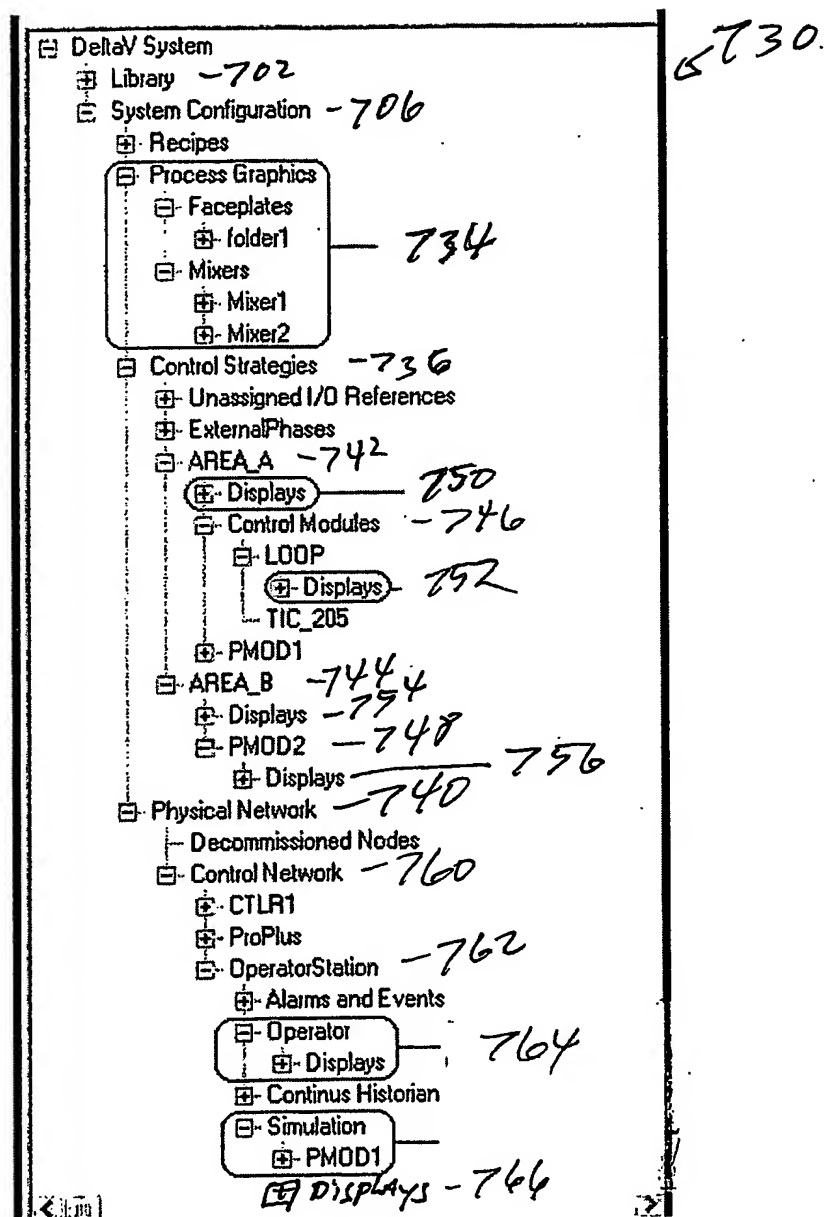 DeltaV System
730.
Library -702
System Configuration -706
Recipes
Process Graphics
Faceplates
folder1
734
Mixers
Mixer1
Mixer2
Control Strategies -736
Unassigned I/O References
ExternalPhases
AREA_A -742
Displays 750
Control Modules -746
LOOP
Displays 752
TIC_205
PMOD1
AREA_B -744
Displays -754
PMOD2 -748
Displays 756
Physical Network -740
Decommissioned Nodes
Control Network -760
CTLR1
ProPlus
OperatorStation -762
Alarms and Events
Operator
Displays 764
Continus Historian
Simulation
PMOD1
DISPLAYS -766